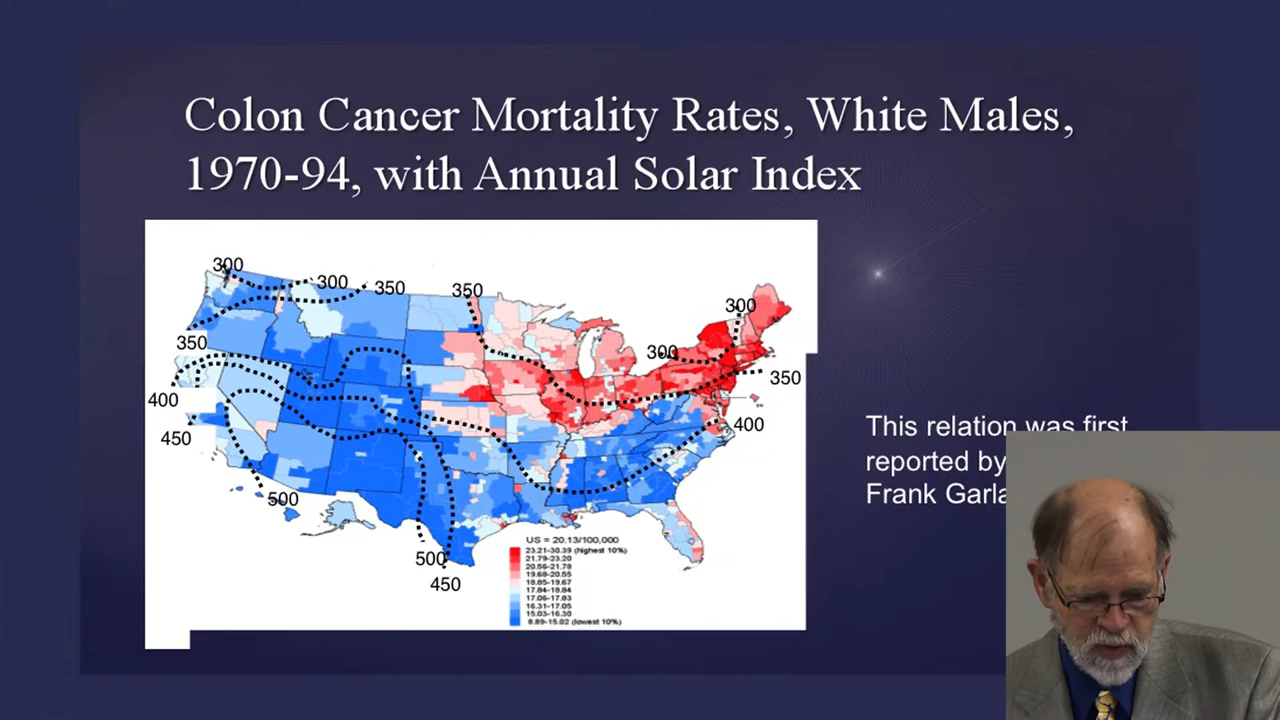 Colon Cancer Mortality Rates, White Males,
1970-94, with Annual Solar Index
300
300
350
350
300
300
350
350
400
400
450
500
500
450
US = 20.13/100,000
23.21-30.39 (highest 10%)
21.79-23.20
20.56-21.78
19.68-20.55
18.85-19.67
17.84-18.84
17.06-17.83
16.31-17.05
15.03-16.30
8.89-15.02 (lowest 10%)
This relation was first
reported by
Frank